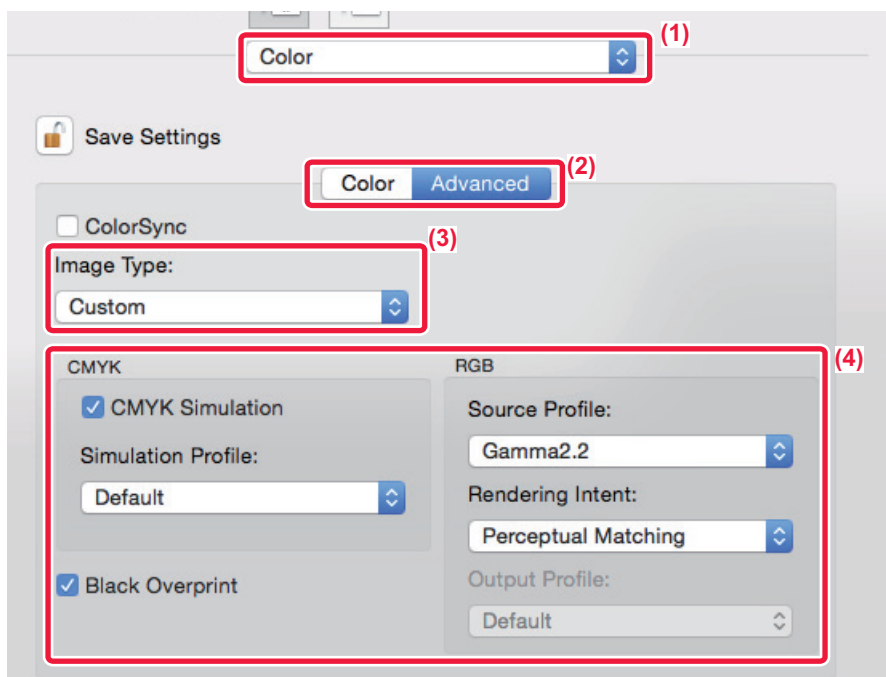 (1)
Color
Save Settings
(2)
Color Advanced
ColorSync
(3)
Image Type:
Custom
(4)
CMYK
CMYK Simulation
Simulation Profile:
Default
Black Overprint
RGB
Source Profile:
Gamma2.2
Rendering Intent:
Perceptual Matching
Output Profile:
Default